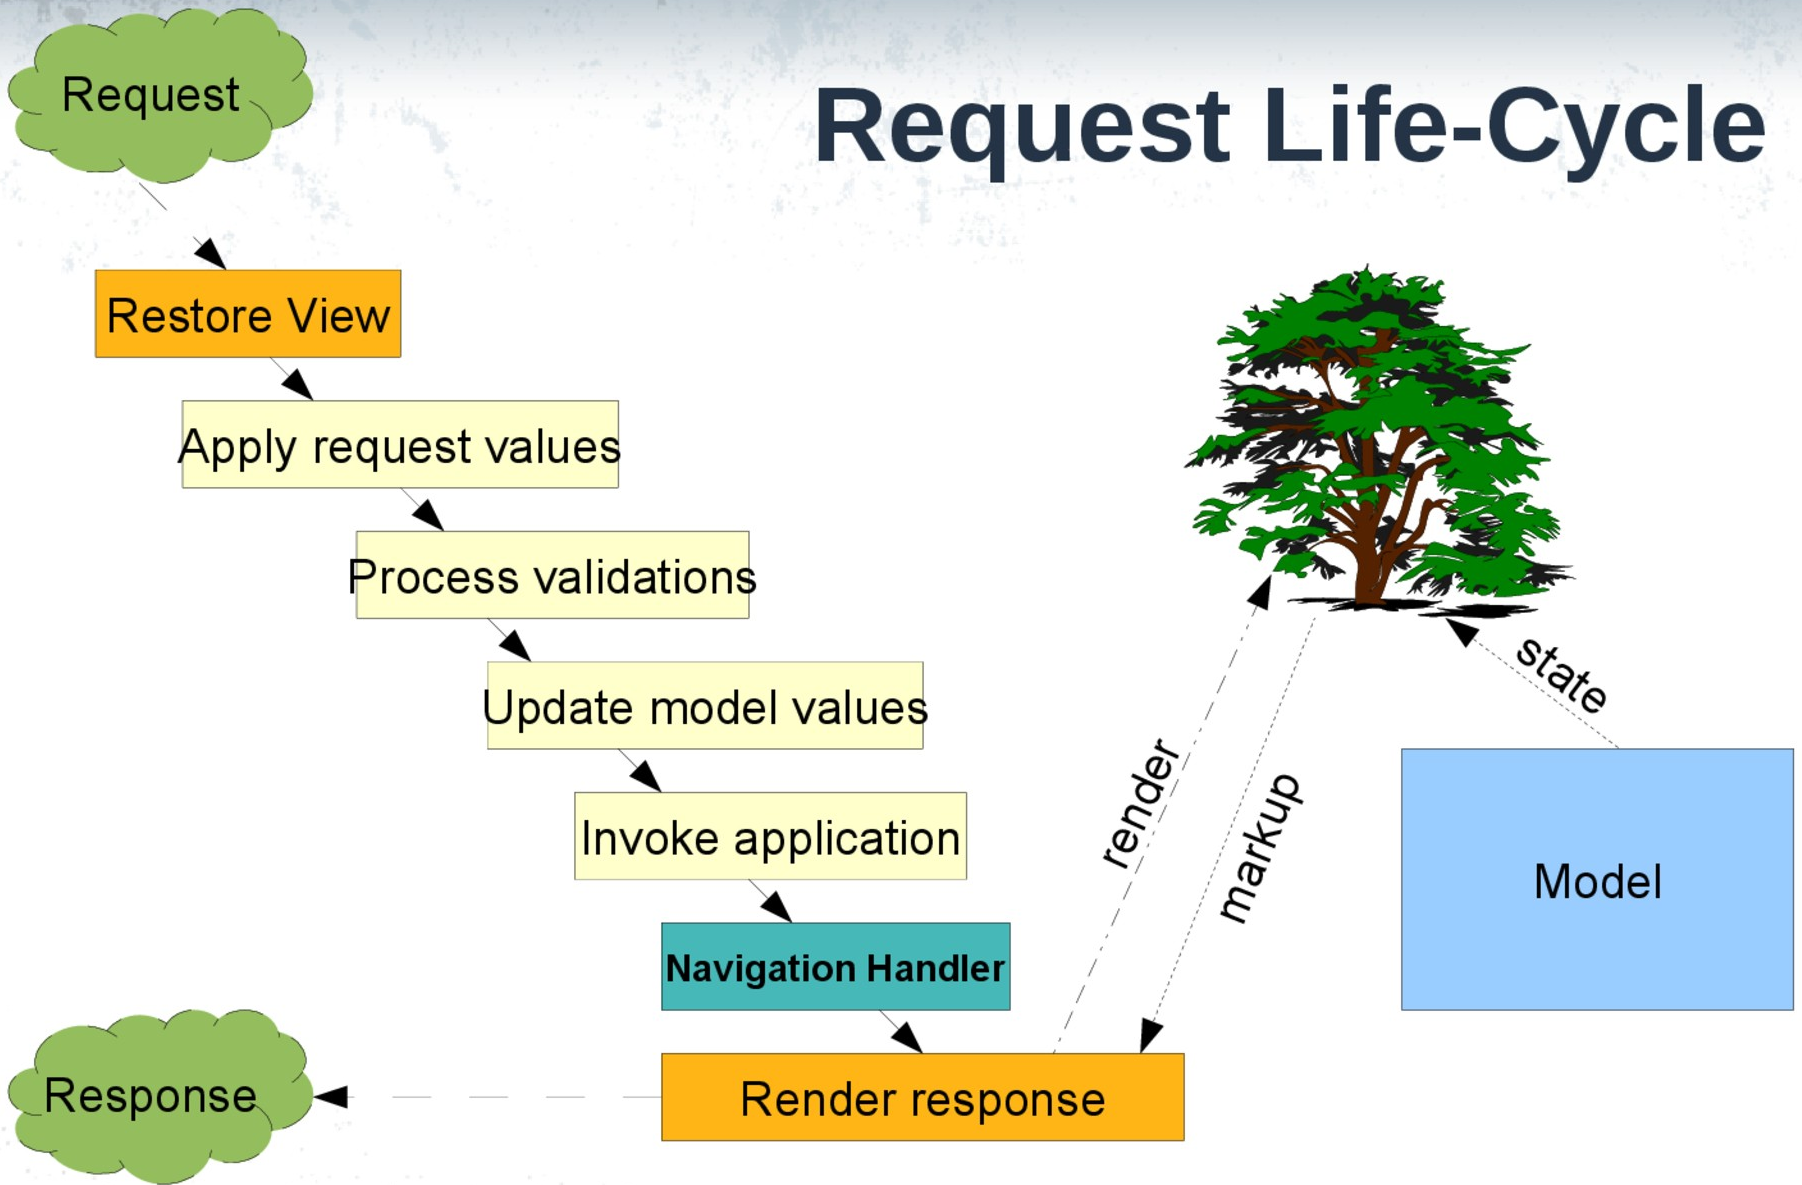 Request
Request Life-Cycle
Restore View
Apply request values
Process validations
Update model values
Invoke application
Navigation Handler
Render response
Response
render
markup
state
Model